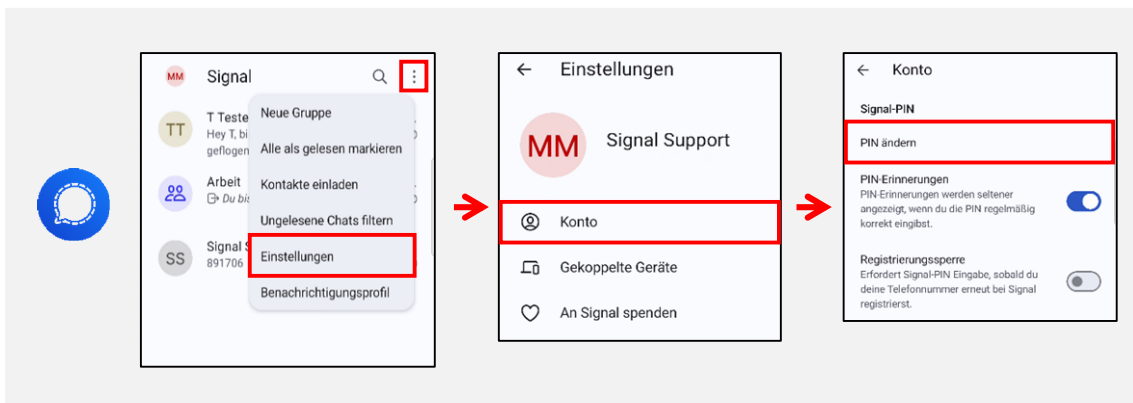 MM Signal
Neue Gruppe
Alle als gelesen markieren
Kontakte einladen
Ungelesene Chats filtern
Einstellungen
Benachrichtigungsprofil
TT
T Teste
Hey T, bi
geflogen
Arbeit
Du bis
SS
Signal S
891706
Einstellungen
MM
Signal Support
Konto
Gekoppelte Geräte
An Signal spenden
Konto
Signal-PIN
PIN ändern
PIN-Erinnerungen
PIN-Erinnerungen werden seltener
angezeigt, wenn du die PIN regelmäßig
korrekt eingibst.
Registrierungssperre
Erfordert Signal-PIN Eingabe, sobald du
deine Telefonnummer erneut bei Signal
registrierst.